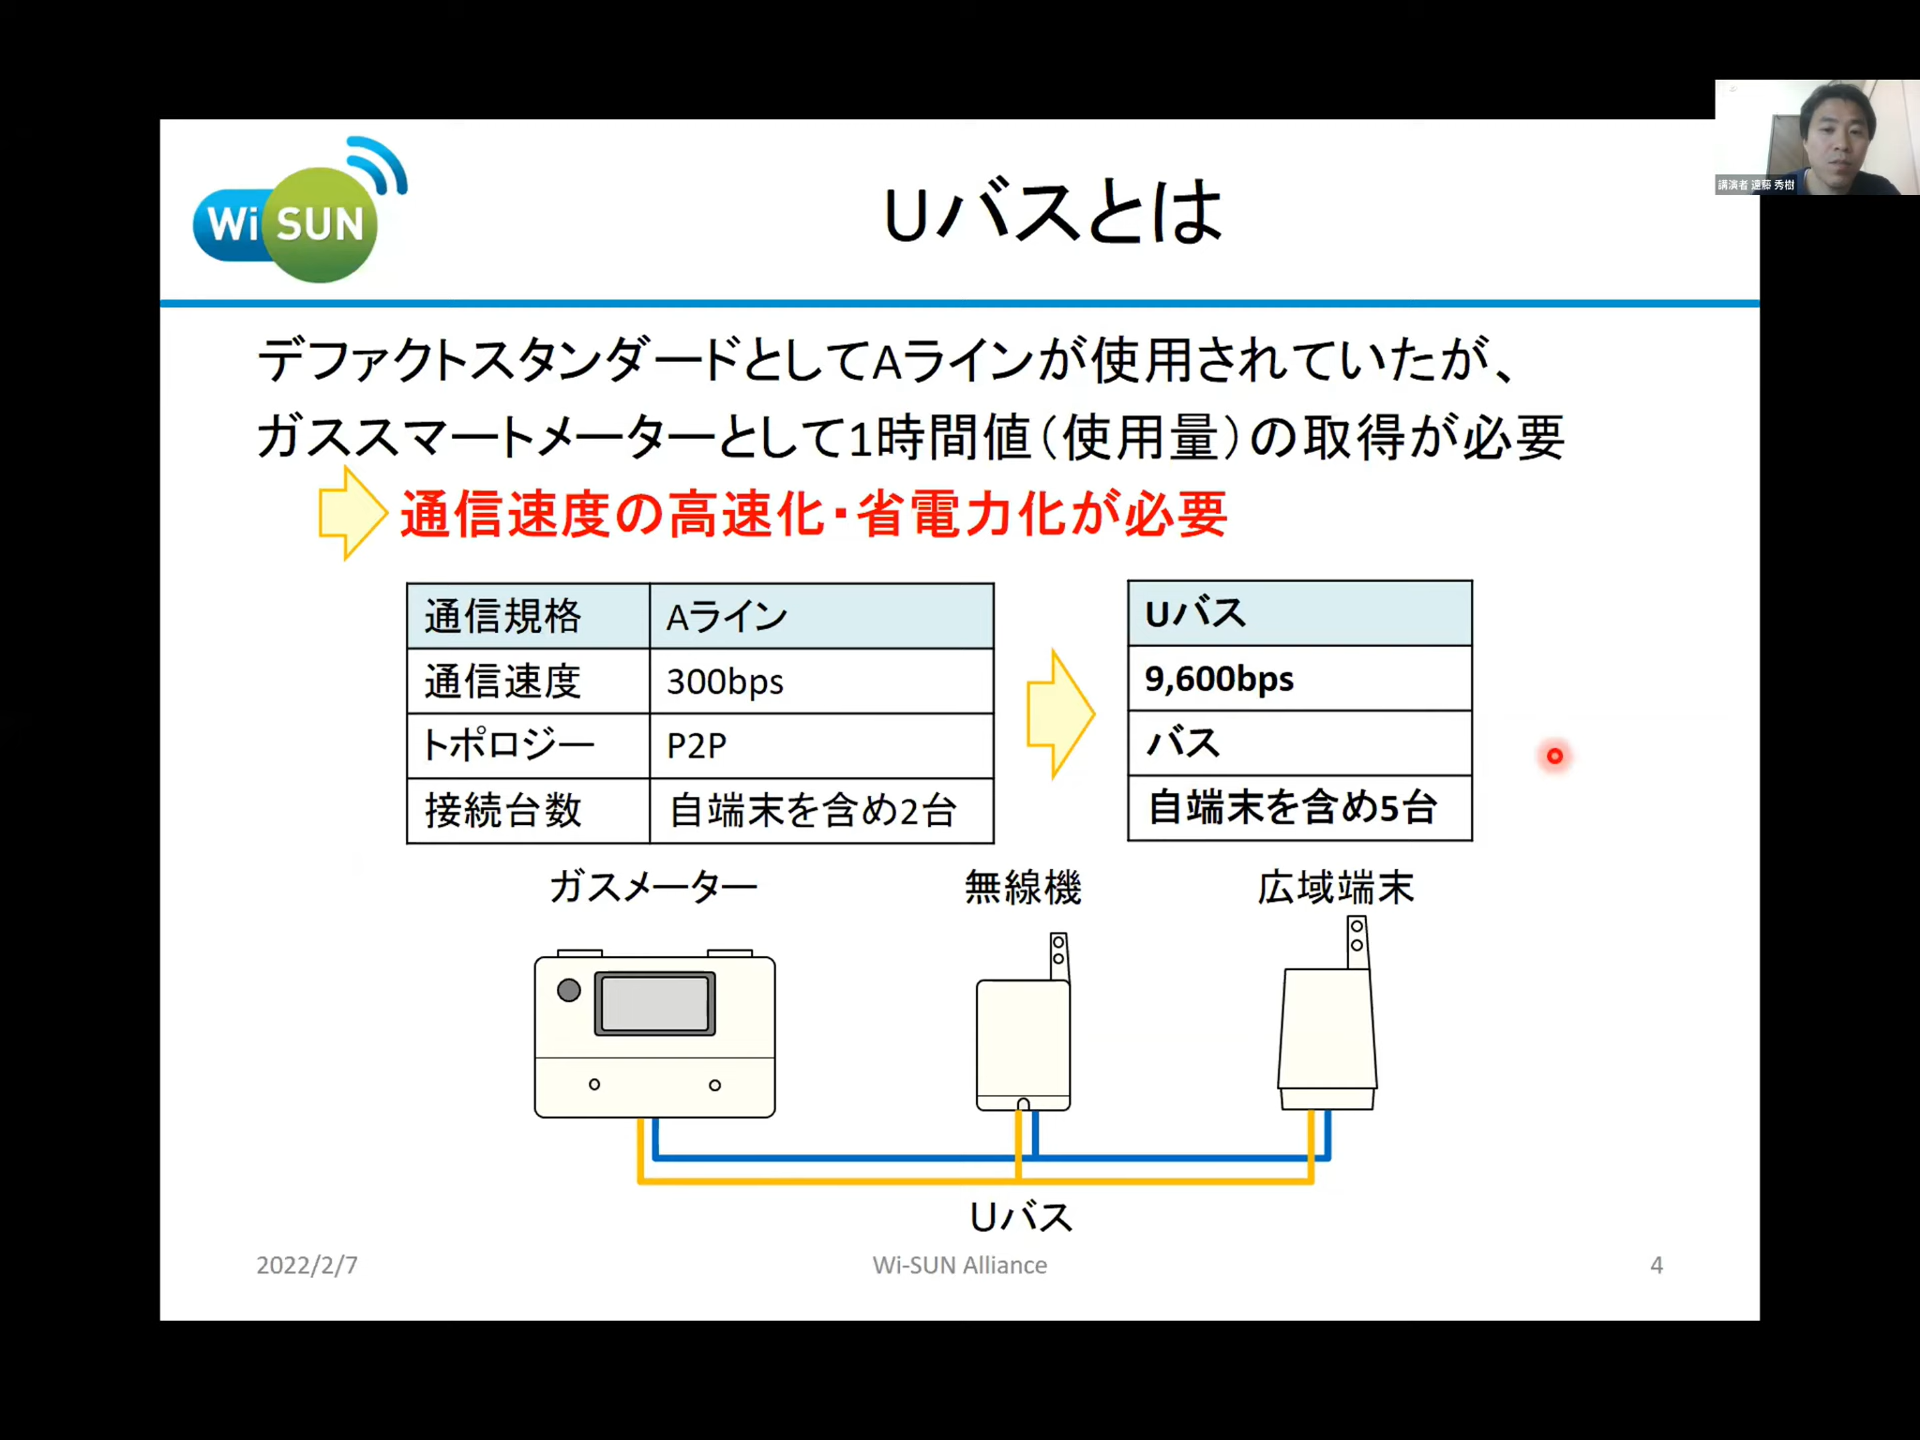 講演者 遠藤 秀樹
Wi SUN
Uバスとは
デファクトスタンダードとしてAラインが使用されていたが、
ガススマートメーターとして1時間値（使用量）の取得が必要
通信速度の高速化・省電力化が必要
通信規格 Aライン Uバス
通信速度 300bps 9,600bps
トポロジー P2P バス
接続台数 自端末を含め2台 自端末を含め5台
ガスメーター 無線機 広域端末
Uバス
2022/2/7 Wi-SUN Alliance 4